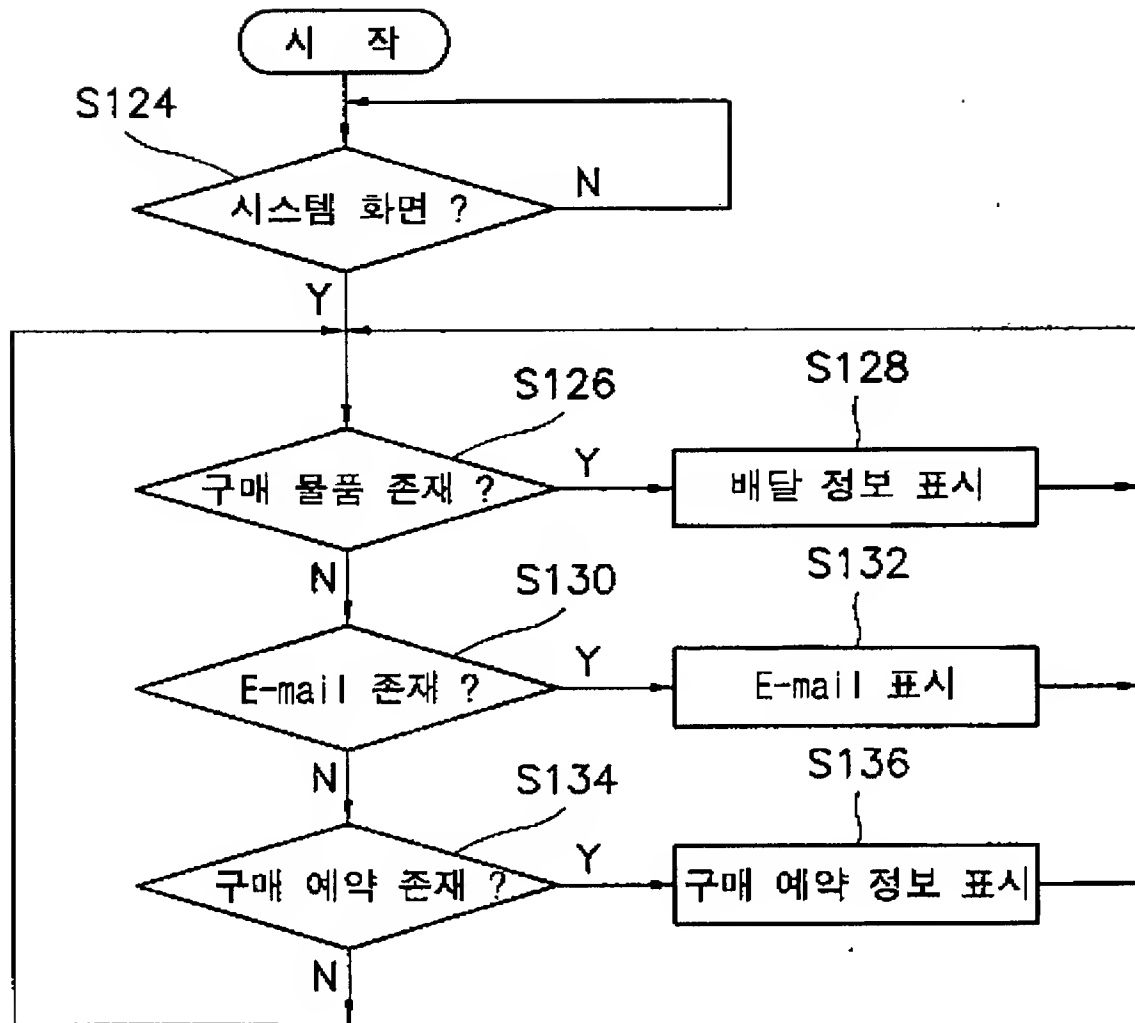 시 작
S124
시스템 화면 ?
N
Y
S126
S128
구매 물품 존재 ?
Y
배달 정보 표시
N
S130
S132
E-mail 존재 ?
Y
E-mail 표시
N
S134
S136
구매 예약 존재 ?
Y
구매 예약 정보 표시
N